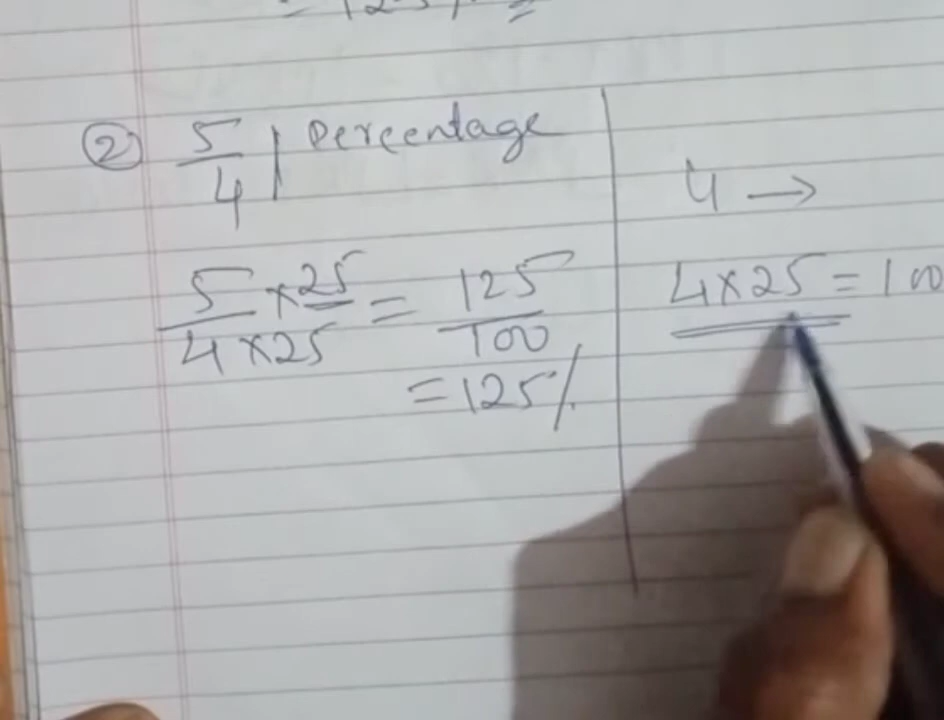 ② 5/4 | Percentage
5 × 25 / 4 × 25 = 125 / 100
= 125%
4 →
4 × 25 = 100